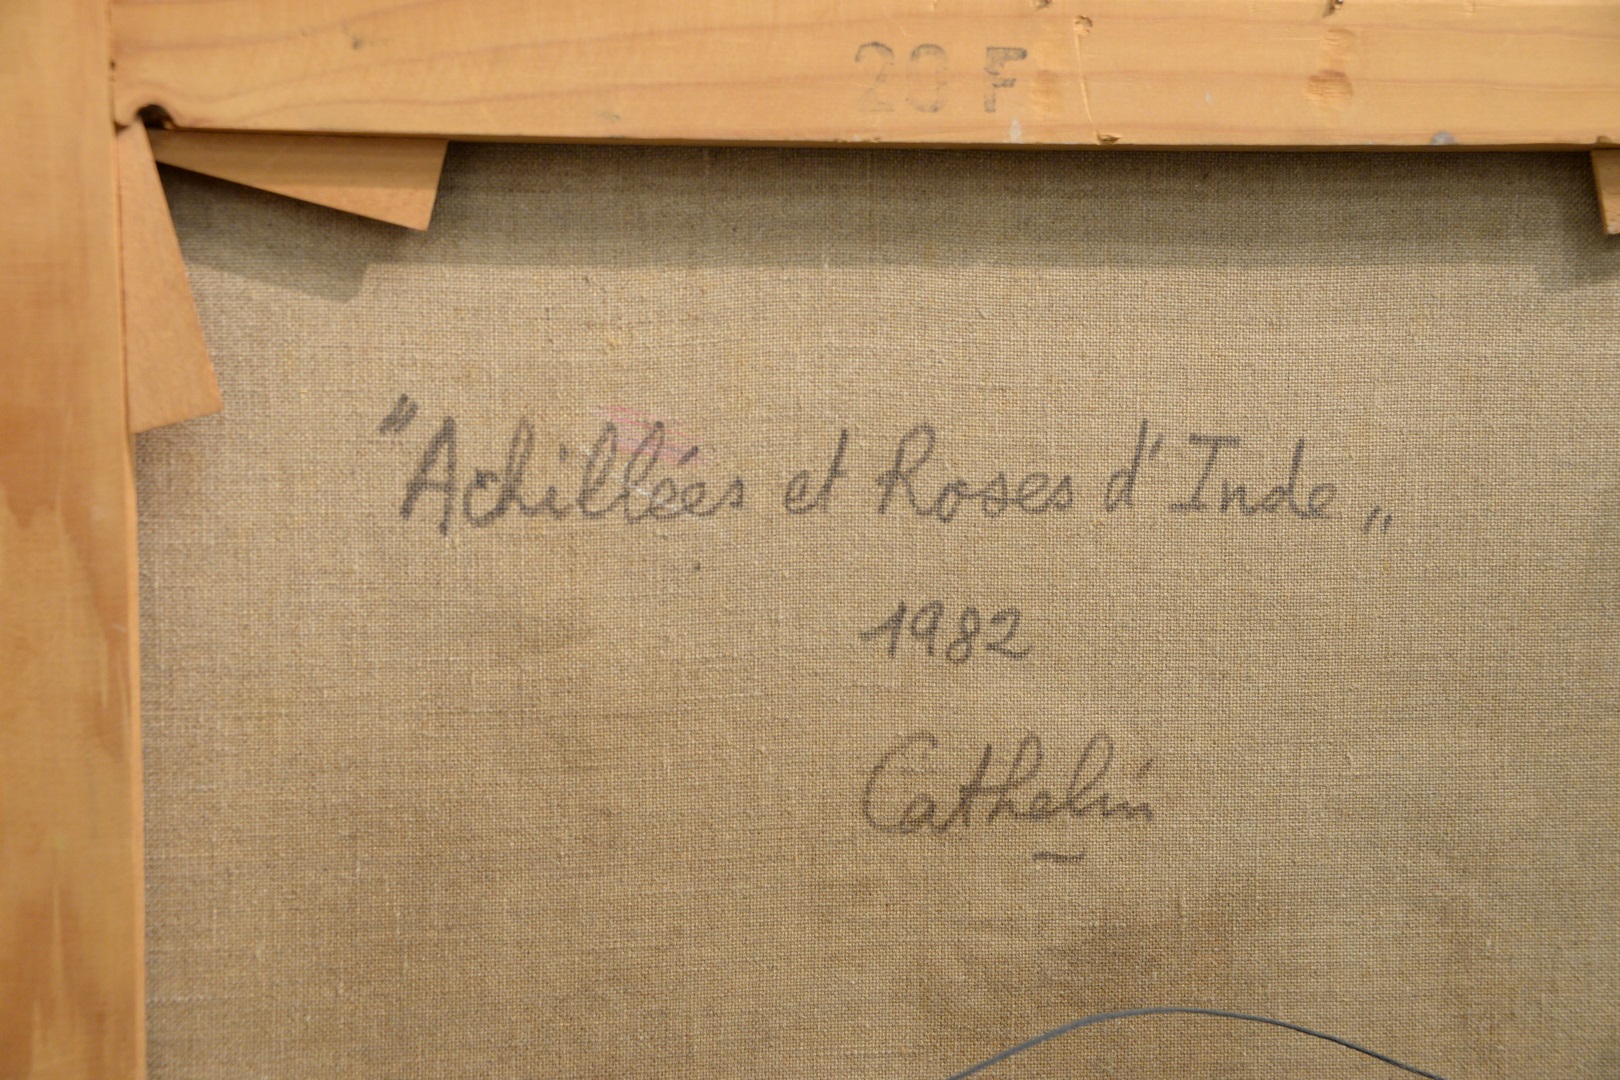 20 F
"Achillées et Roses d'Inde„
1982
Cathelin